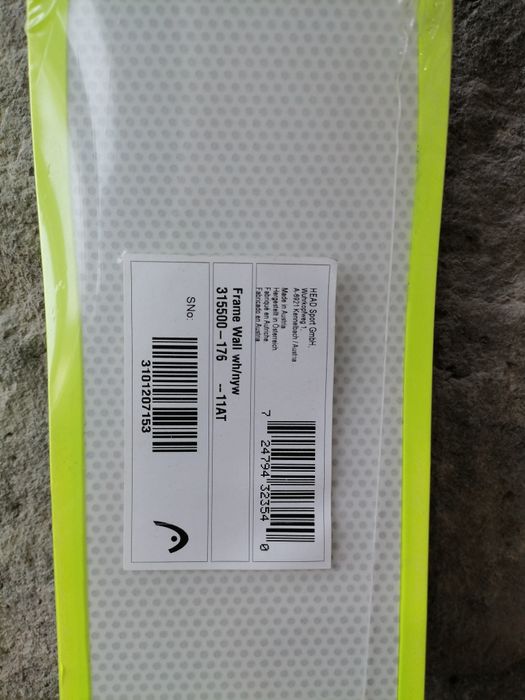 HEAD Sport GmbH,
Wuhrkopfweg 1,
A-6921 Kennelbach / Austria
Made in Austria
Hergestellt in Österreich
Fabriqué en Autriche
Fabricado en Austria
7 24794 32354 0
Frame Wall wh/nyw
315500-176 --11AT
SNo:
3101207153